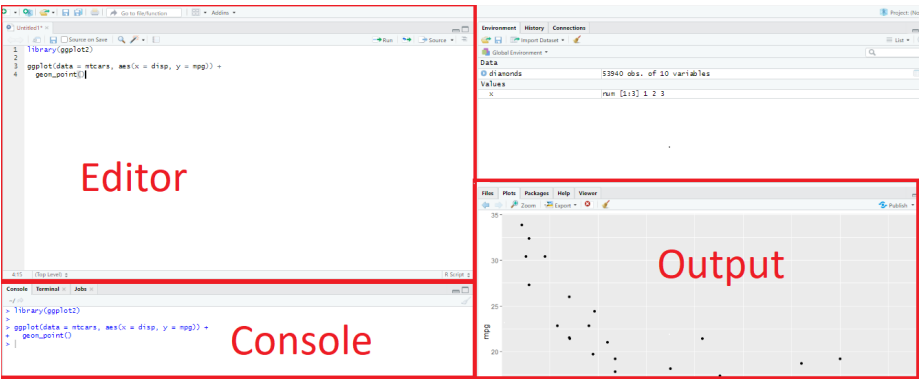 Go to file/function
Addins
Project: (No
Untitled1*
Source on Save
Run
Source
1 library(ggplot2)
2
3 ggplot(data = mtcars, aes(x = disp, y = mpg)) +
4 geom_point()
Editor
4:15 (Top Level) R Script
Console Terminal Jobs
~/
> library(ggplot2)
>
> ggplot(data = mtcars, aes(x = disp, y = mpg)) +
+ geom_point()
>
Console
Environment History Connections
Import Dataset
List
Global Environment
Data
diamonds 53940 obs. of 10 variables
Values
x num [1:3] 1 2 3
Files Plots Packages Help Viewer
Zoom Export Publish
35
30
25
20
mpg
Output